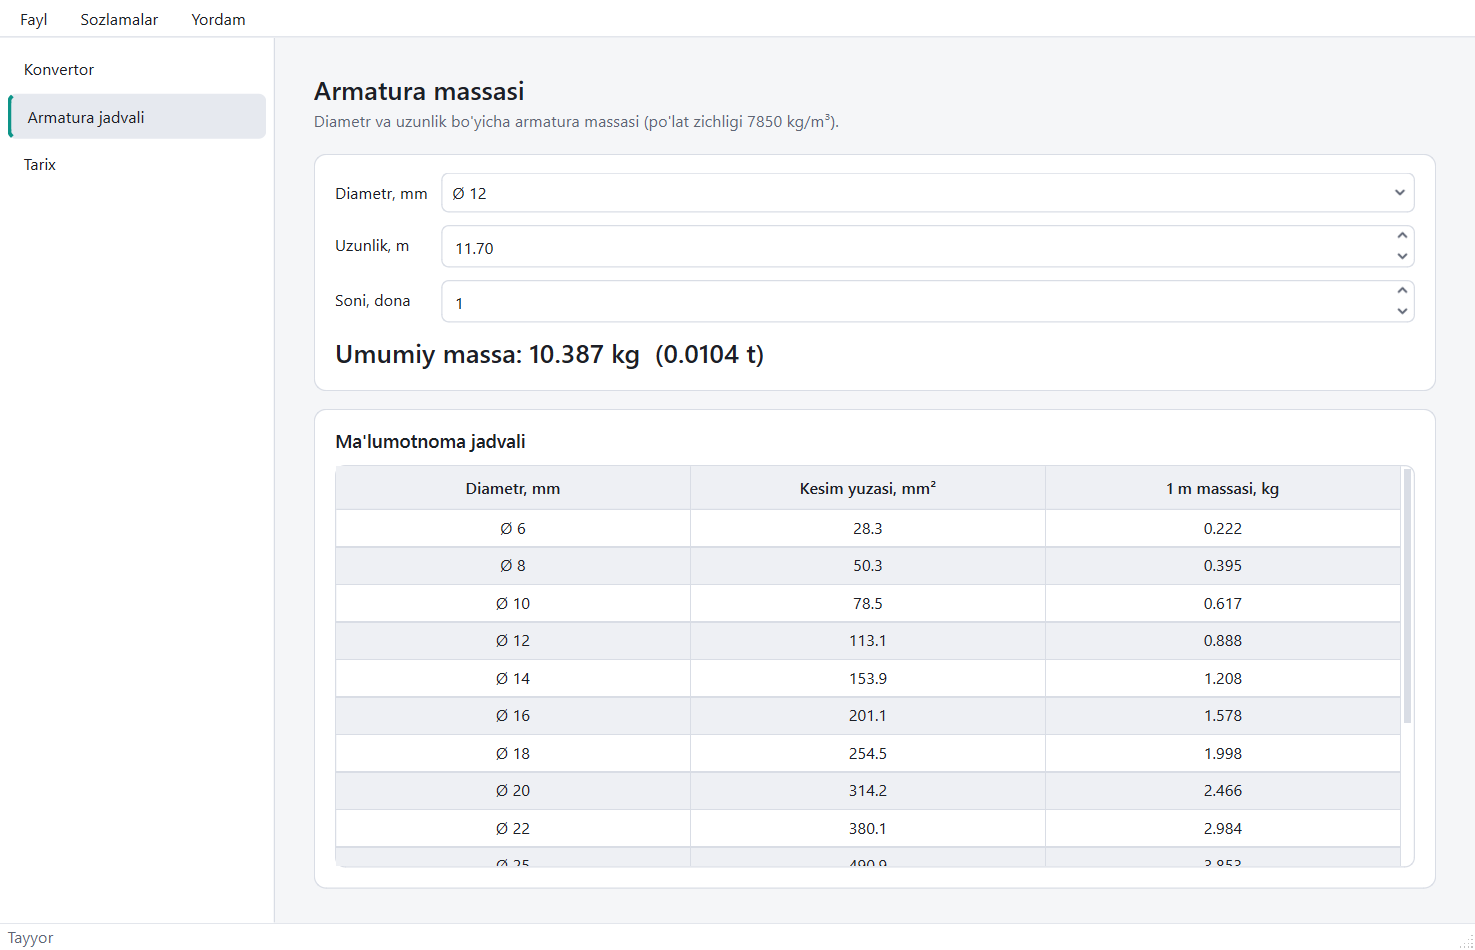 Fayl Sozlamalar Yordam
Konvertor
Armatura jadvali
Tarix
Armatura massasi
Diametr va uzunlik bo'yicha armatura massasi (po'lat zichligi 7850 kg/m³).
Diametr, mm Ø 12
Uzunlik, m 11.70
Soni, dona 1
Umumiy massa: 10.387 kg (0.0104 t)
Ma'lumotnoma jadvali
Diametr, mm Kesim yuzasi, mm² 1 m massasi, kg
Ø 6 28.3 0.222
Ø 8 50.3 0.395
Ø 10 78.5 0.617
Ø 12 113.1 0.888
Ø 14 153.9 1.208
Ø 16 201.1 1.578
Ø 18 254.5 1.998
Ø 20 314.2 2.466
Ø 22 380.1 2.984
Ø 25 490.9 3.853
Tayyor